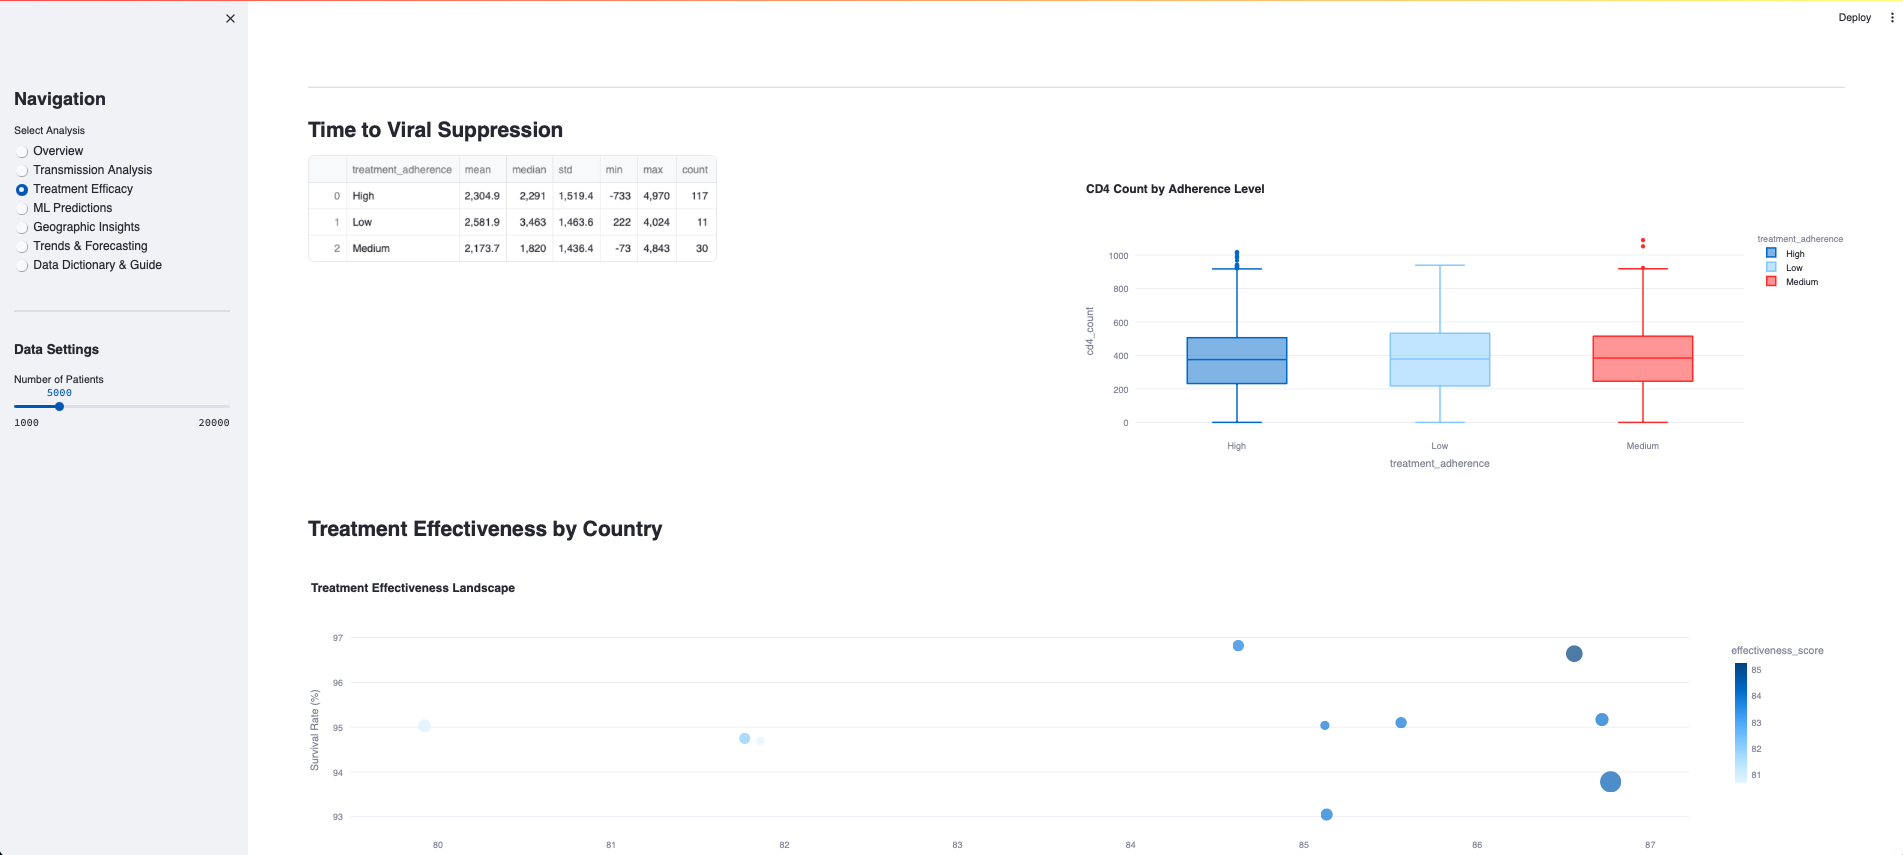 Deploy
Navigation
Select Analysis
Overview
Transmission Analysis
Treatment Efficacy
ML Predictions
Geographic Insights
Trends & Forecasting
Data Dictionary & Guide
Data Settings
Number of Patients
5000
1000 20000
Time to Viral Suppression
treatment_adherence mean median std min max count
0 High 2,304.9 2,291 1,519.4 -733 4,970 117
1 Low 2,581.9 3,463 1,463.6 222 4,024 11
2 Medium 2,173.7 1,820 1,436.4 -73 4,843 30
CD4 Count by Adherence Level
treatment_adherence
High
Low
Medium
cd4_count
1000
800
600
400
200
0
High Low Medium
treatment_adherence
Treatment Effectiveness by Country
Treatment Effectiveness Landscape
Survival Rate (%)
97
96
95
94
93
80 81 82 83 84 85 86 87
effectiveness_score
85
84
83
82
81